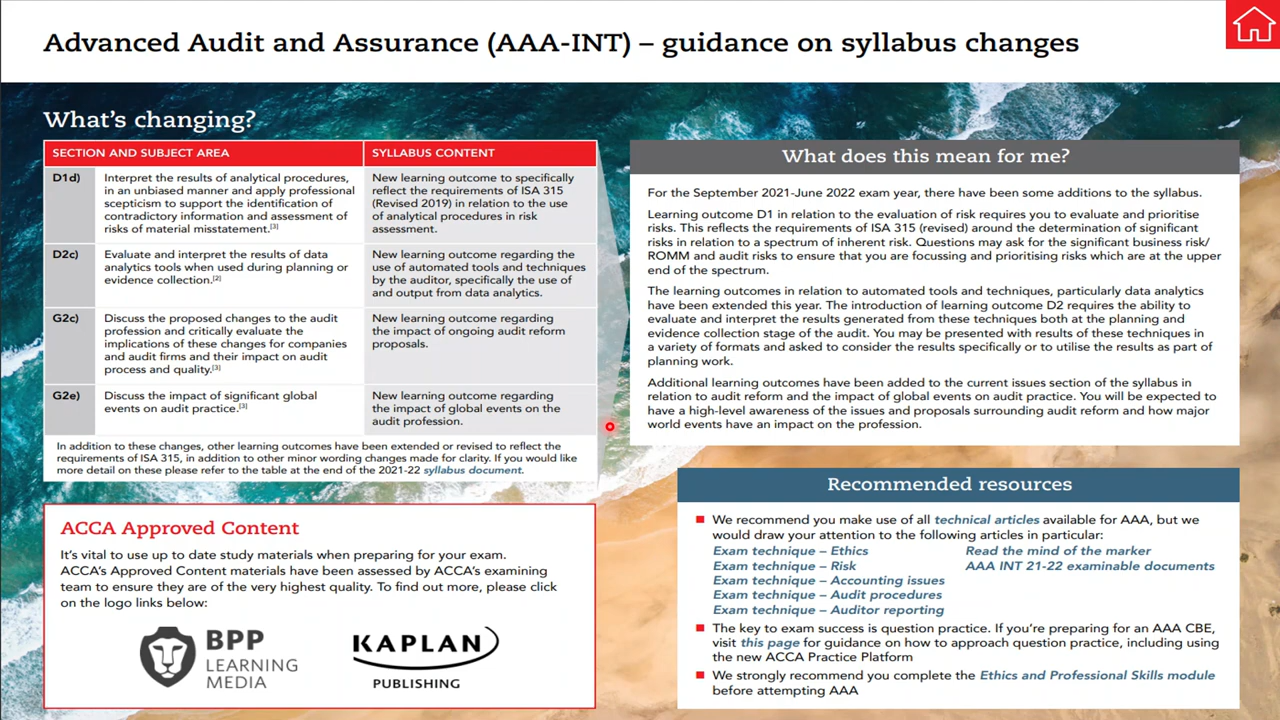 Advanced Audit and Assurance (AAA-INT) – guidance on syllabus changes
What's changing?
SECTION AND SUBJECT AREA
SYLLABUS CONTENT
D1d)
Interpret the results of analytical procedures,
in an unbiased manner and apply professional
scepticism to support the identification of
contradictory information and assessment of
risks of material misstatement.[3]
New learning outcome to specifically
reflect the requirements of ISA 315
(Revised 2019) in relation to the use
of analytical procedures in risk
assessment.
D2c)
Evaluate and interpret the results of data
analytics tools when used during planning or
evidence collection.[2]
New learning outcome regarding the
use of automated tools and techniques
by the auditor, specifically the use of
and output from data analytics.
G2c)
Discuss the proposed changes to the audit
profession and critically evaluate the
implications of these changes for companies
and audit firms and their impact on audit
process and quality.[3]
New learning outcome regarding
the impact of ongoing audit reform
proposals.
G2e)
Discuss the impact of significant global
events on audit practice.[3]
New learning outcome regarding
the impact of global events on the
audit profession.
In addition to these changes, other learning outcomes have been extended or revised to reflect the
requirements of ISA 315, in addition to other minor wording changes made for clarity. If you would like
more detail on these please refer to the table at the end of the 2021-22 syllabus document.
ACCA Approved Content
It's vital to use up to date study materials when preparing for your exam.
ACCA's Approved Content materials have been assessed by ACCA's examining
team to ensure they are of the very highest quality. To find out more, please click
on the logo links below:
BPP
LEARNING
MEDIA
KAPLAN
PUBLISHING
What does this mean for me?
For the September 2021-June 2022 exam year, there have been some additions to the syllabus.
Learning outcome D1 in relation to the evaluation of risk requires you to evaluate and prioritise
risks. This reflects the requirements of ISA 315 (revised) around the determination of significant
risks in relation to a spectrum of inherent risk. Questions may ask for the significant business risk/
ROMM and audit risks to ensure that you are focussing and prioritising risks which are at the upper
end of the spectrum.
The learning outcomes in relation to automated tools and techniques, particularly data analytics
have been extended this year. The introduction of learning outcome D2 requires the ability to
evaluate and interpret the results generated from these techniques both at the planning and
evidence collection stage of the audit. You may be presented with results of these techniques in
a variety of formats and asked to consider the results specifically or to utilise the results as part of
planning work.
Additional learning outcomes have been added to the current issues section of the syllabus in
relation to audit reform and the impact of global events on audit practice. You will be expected to
have a high-level awareness of the issues and proposals surrounding audit reform and how major
world events have an impact on the profession.
Recommended resources
We recommend you make use of all technical articles available for AAA, but we
would draw your attention to the following articles in particular:
Exam technique – Ethics
Exam technique – Risk
Exam technique – Accounting issues
Exam technique – Audit procedures
Exam technique – Auditor reporting
Read the mind of the marker
AAA INT 21-22 examinable documents
The key to exam success is question practice. If you're preparing for an AAA CBE,
visit this page for guidance on how to approach question practice, including using
the new ACCA Practice Platform
We strongly recommend you complete the Ethics and Professional Skills module
before attempting AAA